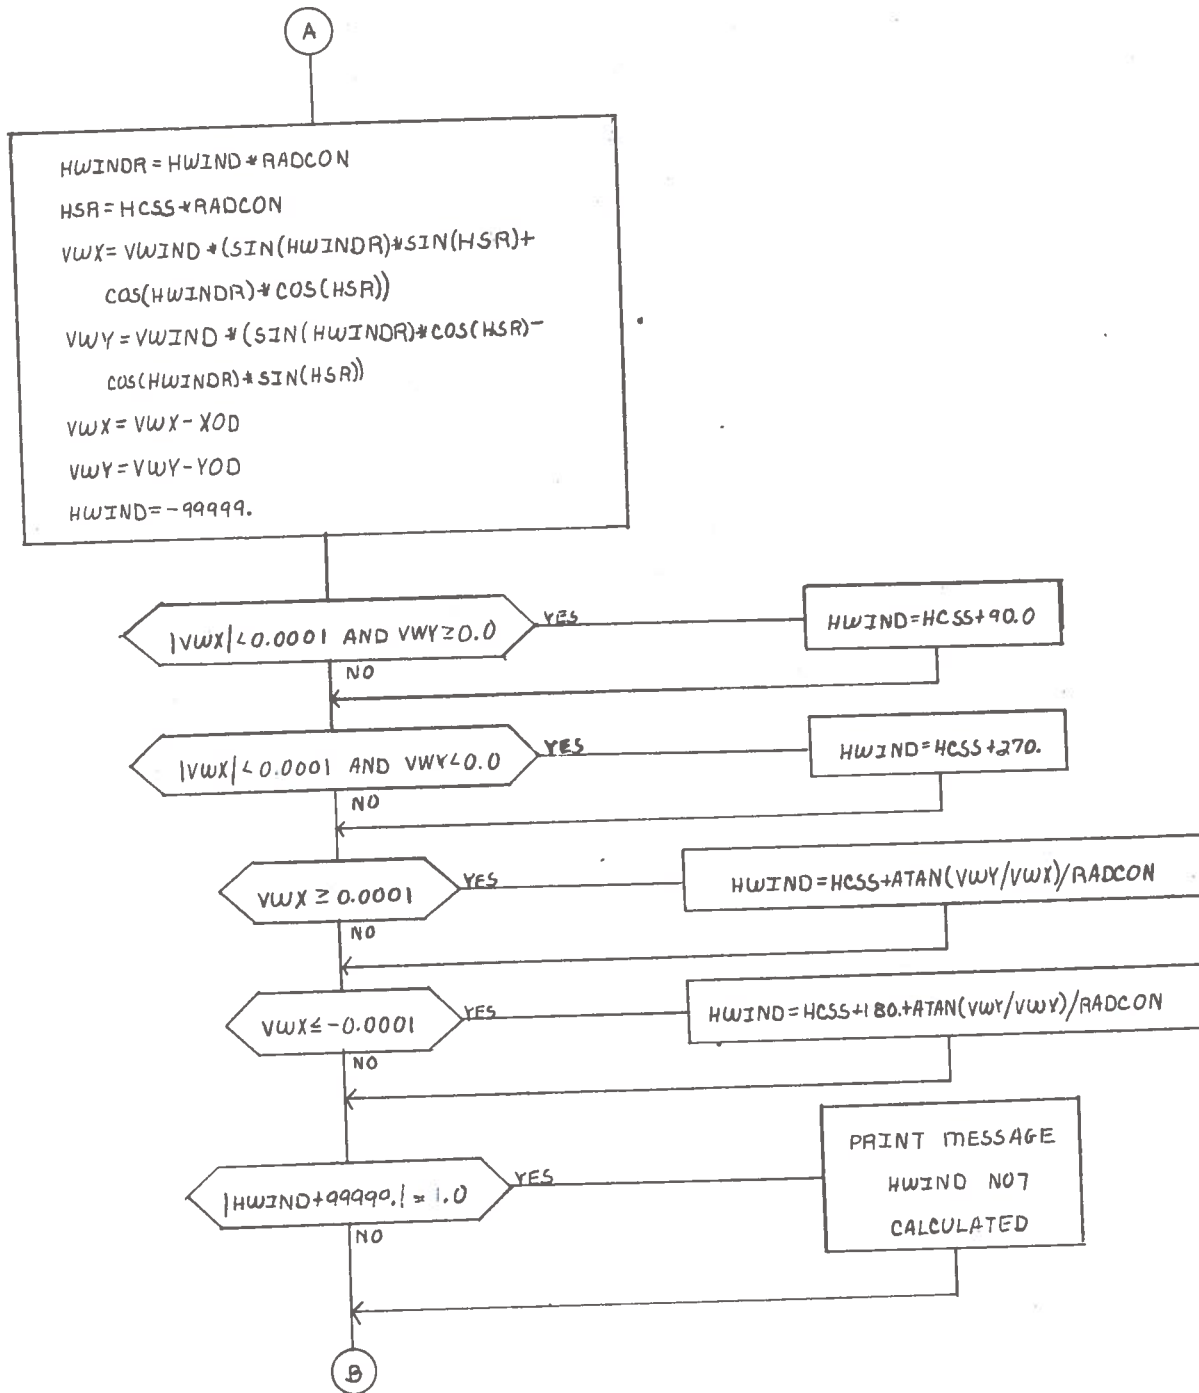 A
HWINDR=HWIND*RADCON
HSR=HCSS*RADCON
VWX=VWIND*(SIN(HWINDR)*SIN(HSR)+
COS(HWINDR)*COS(HSR))
VWY=VWIND*(SIN(HWINDR)*COS(HSR)-
COS(HWINDR)*SIN(HSR))
VWX=VWX-XOD
VWY=VWY-YOD
HWIND=-99999.
|VWX|<0.0001 AND VWY≥0.0
YES
HWIND=HCSS+90.0
NO
|VWX|<0.0001 AND VWY<0.0
YES
HWIND=HCSS+270.
NO
VWX≥0.0001
YES
HWIND=HCSS+ATAN(VWY/VWX)/RADCON
NO
VWX≤-0.0001
YES
HWIND=HCSS+180.+ATAN(VWY/VWY)/RADCON
NO
|HWIND+99999.|=1.0
YES
PRINT MESSAGE
HWIND NOT
CALCULATED
NO
B